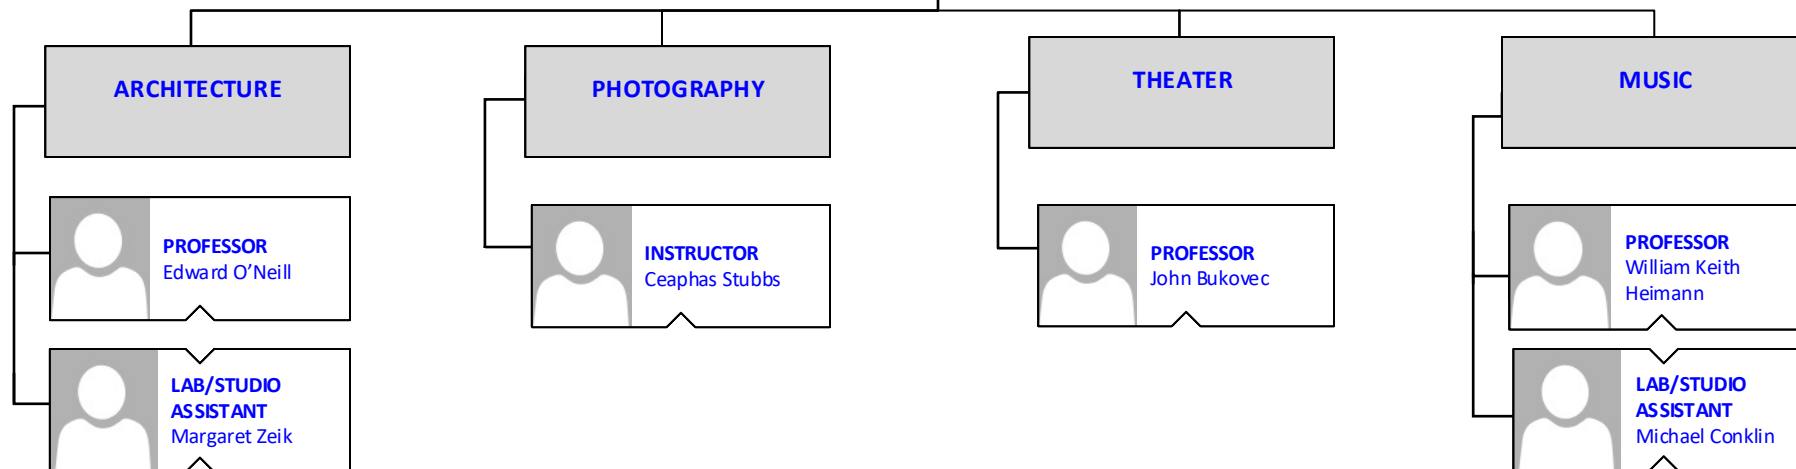 ARCHITECTURE
PHOTOGRAPHY
THEATER
MUSIC
PROFESSOR
Edward O’Neill
INSTRUCTOR
Ceaphas Stubbs
PROFESSOR
John Bukovec
PROFESSOR
William Keith
Heimann
LAB/STUDIO
ASSISTANT
Margaret Zeik
LAB/STUDIO
ASSISTANT
Michael Conklin